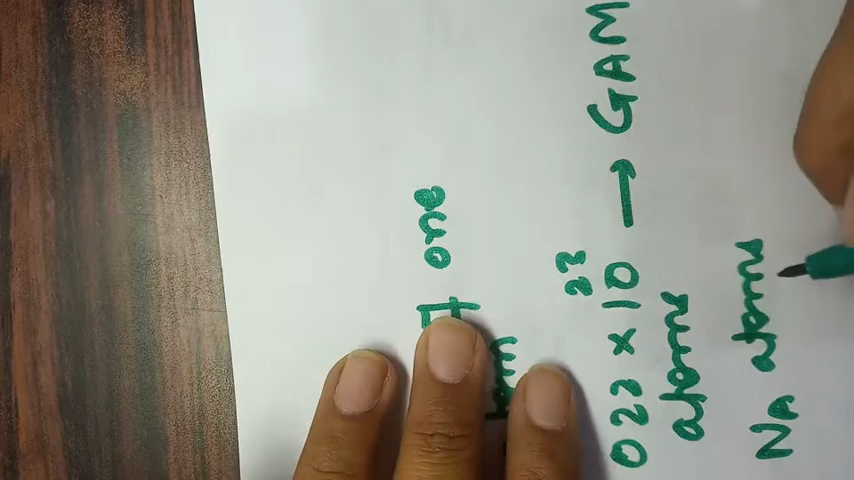 one
022 × 10²³ → GAM
atoms
NA atoms